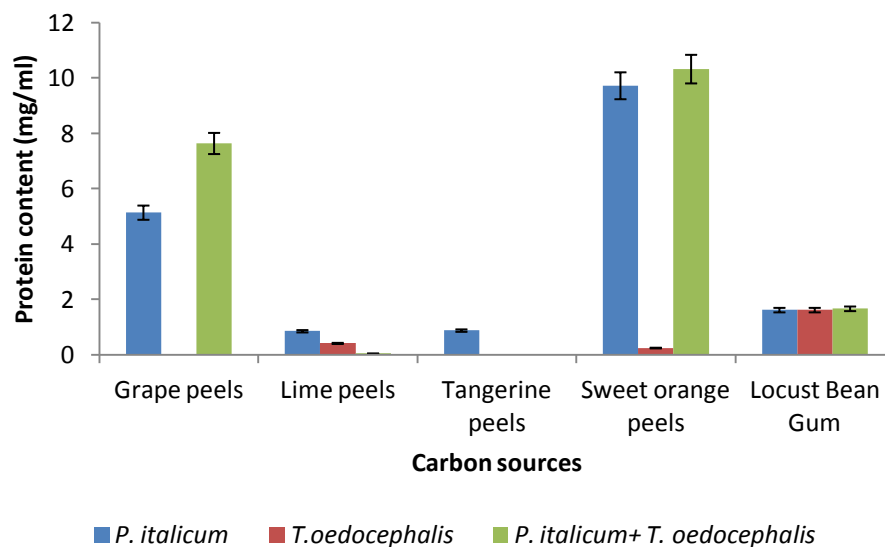 Protein content (mg/ml)
12
10
8
6
4
2
0
Grape peels
Lime peels
Tangerine
peels
Sweet orange
peels
Locust Bean
Gum
Carbon sources
P. italicum
T.oedocephalis
P. italicum+ T. oedocephalis